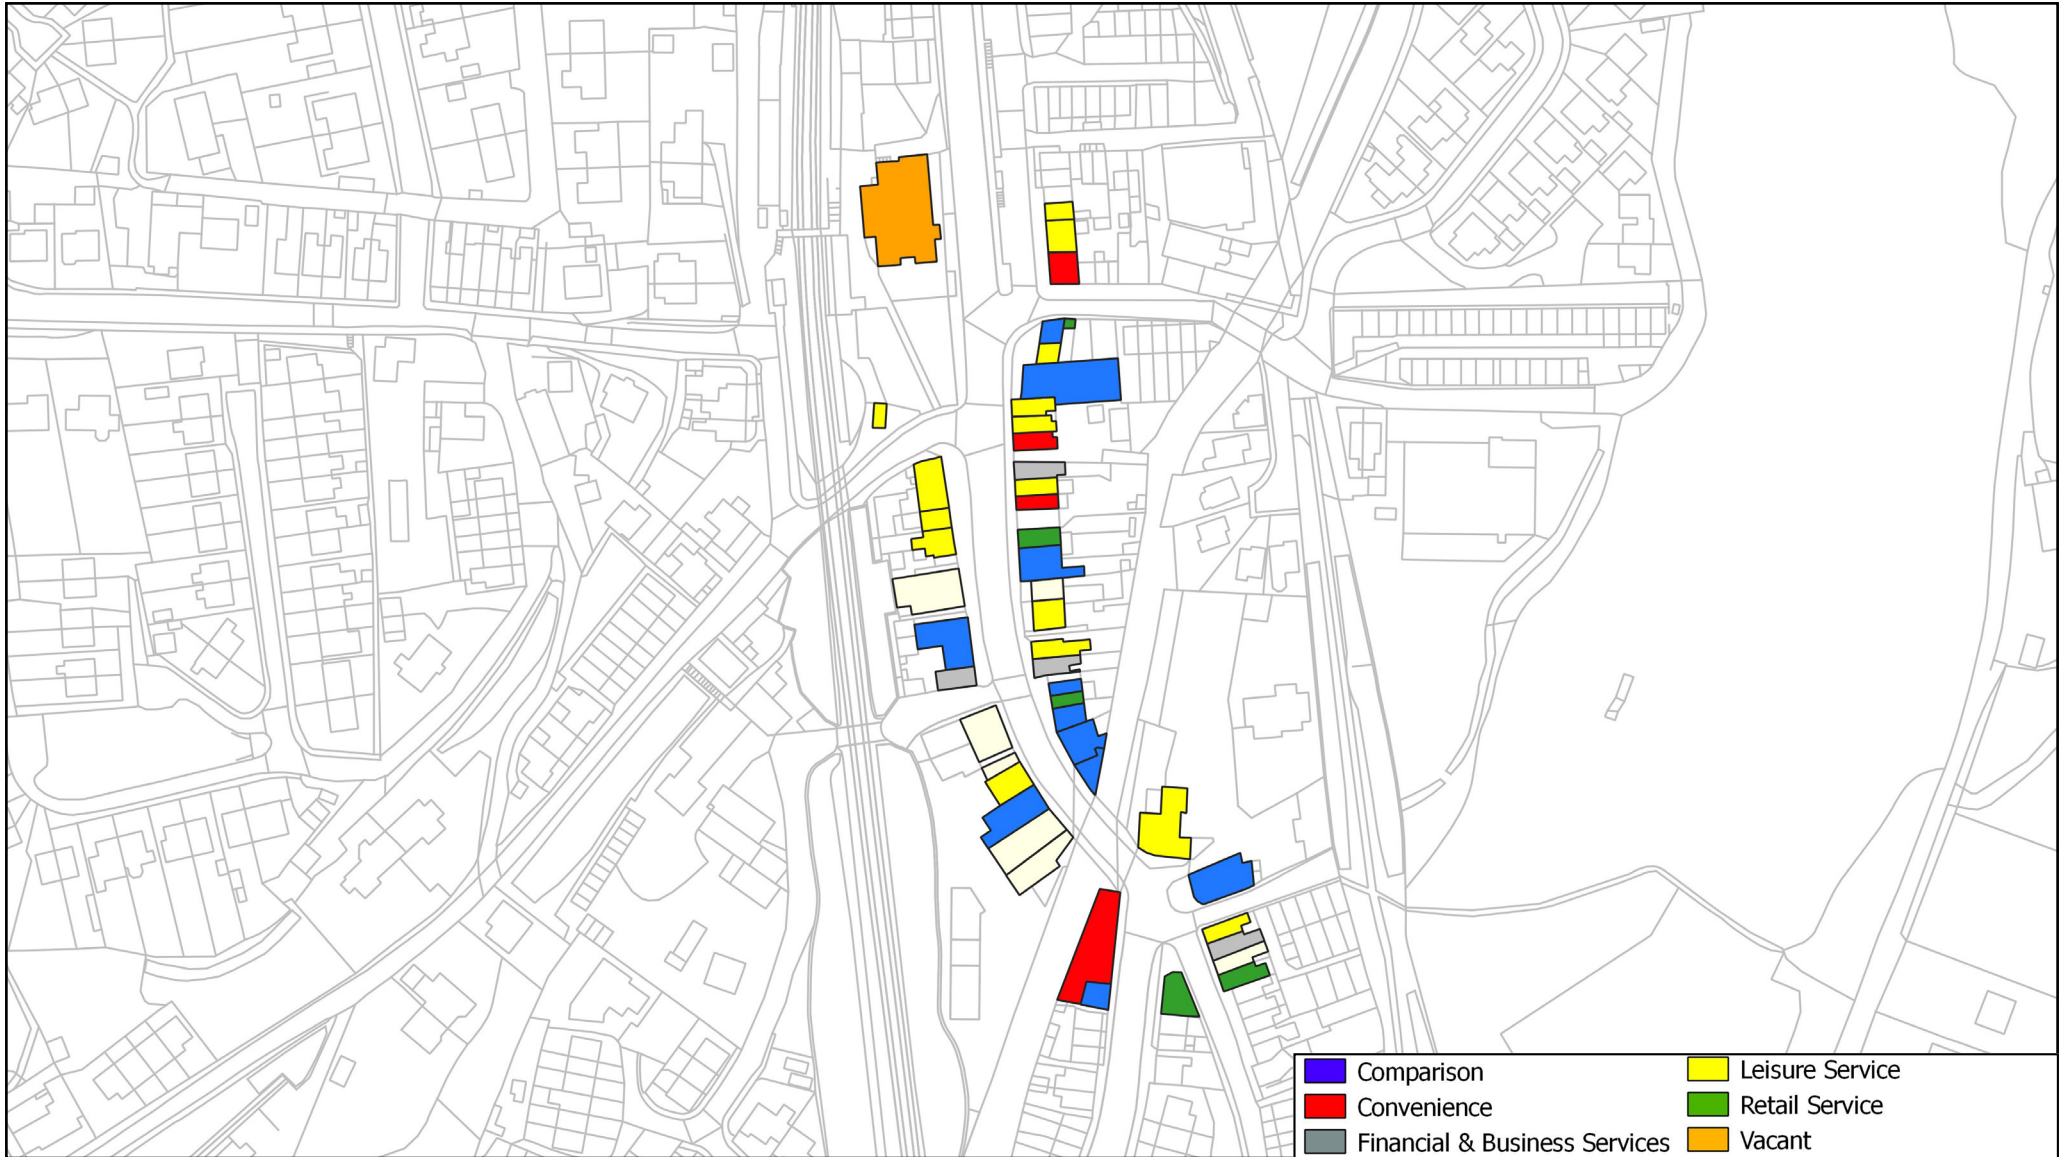 Comparison
Convenience
Financial & Business Services
Leisure Service
Retail Service
Vacant